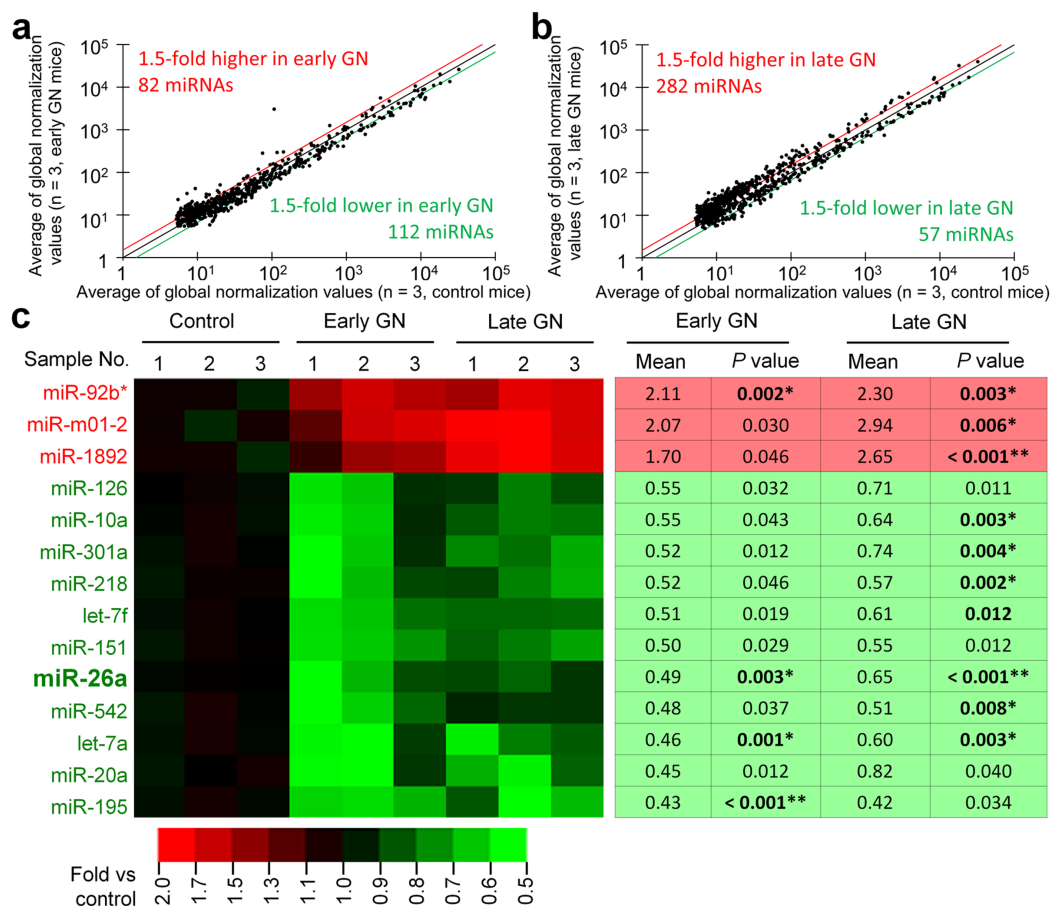 a
10⁵
10⁴
10³
10²
10¹
1
Average of global normalization
values (n = 3, early GN mice)
1.5-fold higher in early GN
82 miRNAs
1.5-fold lower in early GN
112 miRNAs
1 10¹ 10² 10³ 10⁴ 10⁵
Average of global normalization values (n = 3, control mice)
b
10⁵
10⁴
10³
10²
10¹
1
Average of global normalization
values (n = 3, late GN mice)
1.5-fold higher in late GN
282 miRNAs
1.5-fold lower in late GN
57 miRNAs
1 10¹ 10² 10³ 10⁴ 10⁵
Average of global normalization values (n = 3, control mice)
c
Control Early GN Late GN Early GN Late GN
Sample No. 1 2 3 1 2 3 1 2 3 Mean P value Mean P value
miR-92b* 2.11 0.002* 2.30 0.003*
miR-m01-2 2.07 0.030 2.94 0.006*
miR-1892 1.70 0.046 2.65 < 0.001**
miR-126 0.55 0.032 0.71 0.011
miR-10a 0.55 0.043 0.64 0.003*
miR-301a 0.52 0.012 0.74 0.004*
miR-218 0.52 0.046 0.57 0.002*
let-7f 0.51 0.019 0.61 0.012
miR-151 0.50 0.029 0.55 0.012
miR-26a 0.49 0.003* 0.65 < 0.001**
miR-542 0.48 0.037 0.51 0.008*
let-7a 0.46 0.001* 0.60 0.003*
miR-20a 0.45 0.012 0.82 0.040
miR-195 0.43 < 0.001** 0.42 0.034
Fold vs
control
2.0 1.7 1.5 1.3 1.1 1.0 0.9 0.8 0.7 0.6 0.5